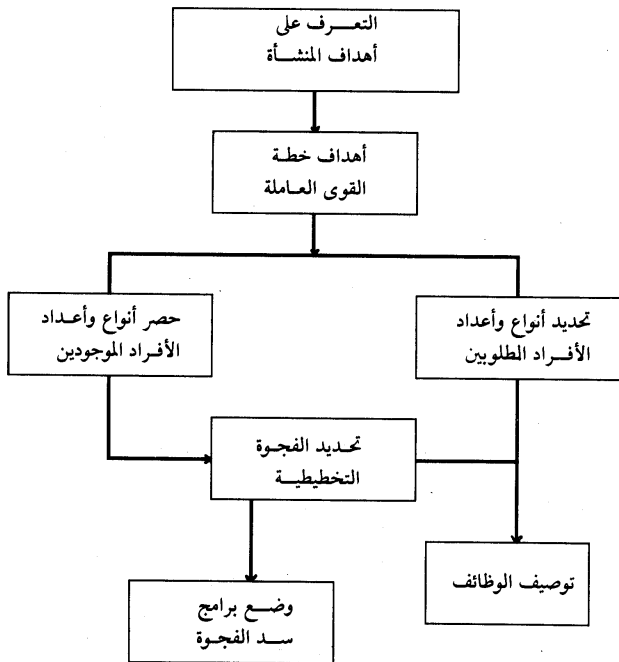 التعرف على
أهداف المنشأة
أهداف خطة
القوى العاملة
تحديد أنواع وأعداد
الأفراد الطلوبين
حصر أنواع وأعداد
الأفراد الموجودين
تحديد الفجوة
التخطيطية
توصيف الوظائف
وضع برامج
سد الفجوة